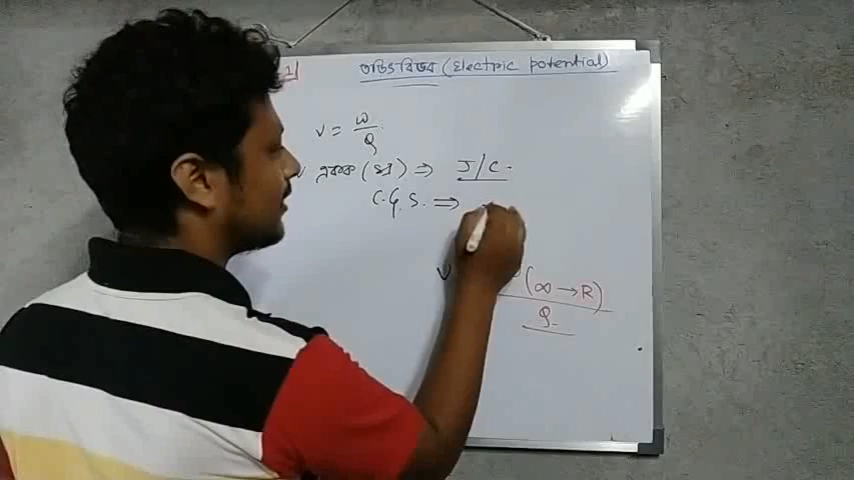 তড়িৎবিভব (Electric potential)
V = W/Q
একক (SI) ⇒ J/C.
C.G.S. ⇒
V (∞ → R)
Q